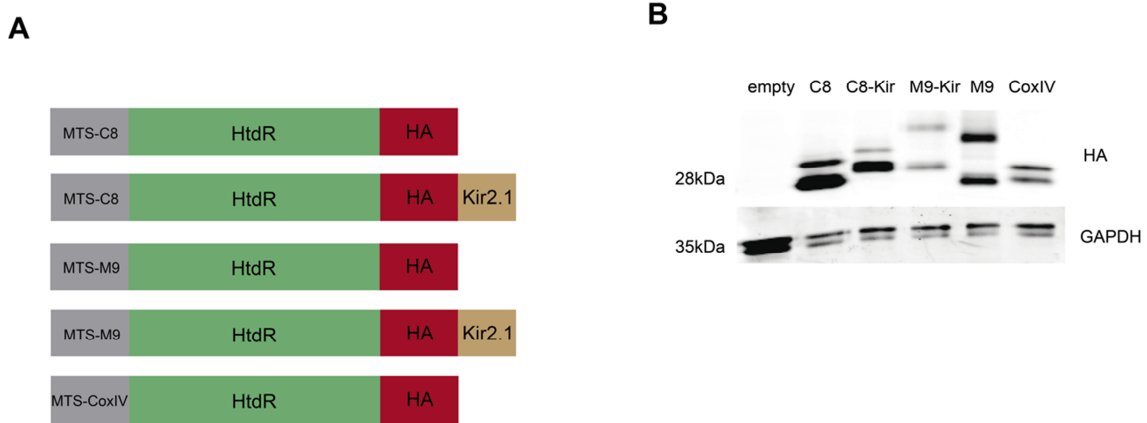 A
MTS-C8 HtdR HA
MTS-C8 HtdR HA Kir2.1
MTS-M9 HtdR HA
MTS-M9 HtdR HA Kir2.1
MTS-CoxIV HtdR HA
B
empty C8 C8-Kir M9-Kir M9 CoxIV
HA
28kDa
GAPDH
35kDa